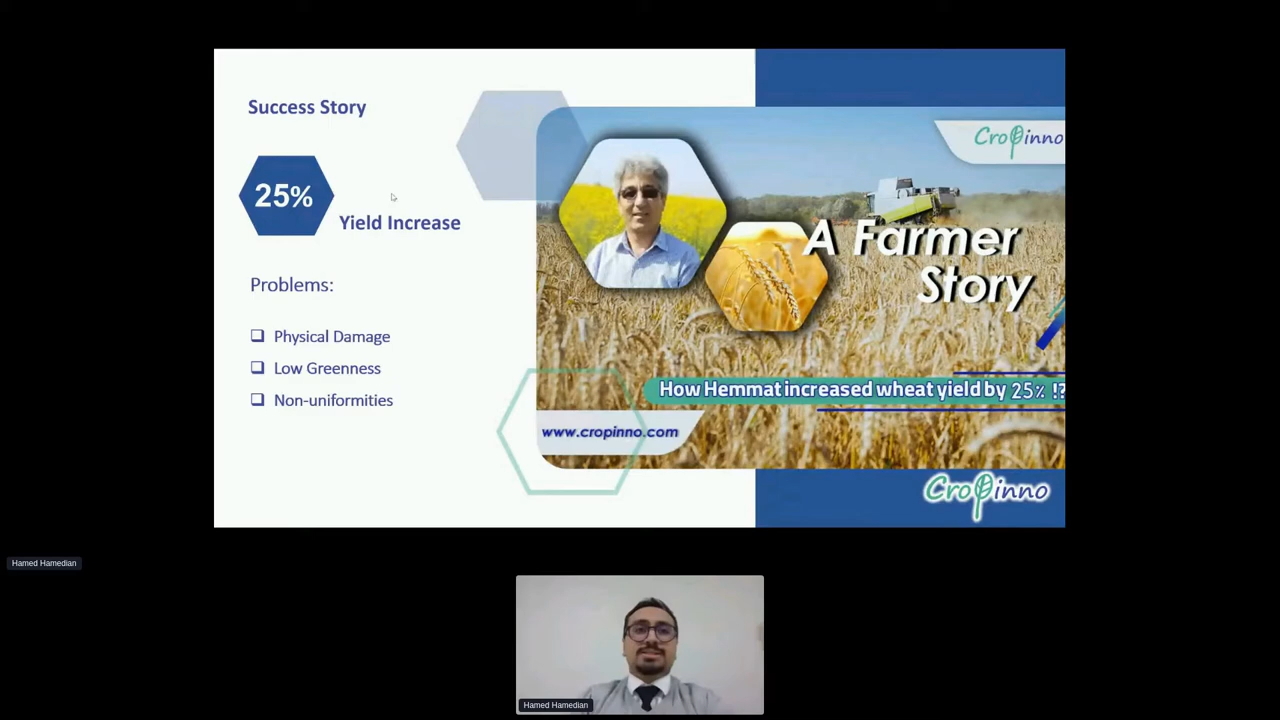 Success Story
25%
Yield Increase
Problems:
Physical Damage
Low Greenness
Non-uniformities
Cropinno
A Farmer
Story
How Hemmat increased wheat yield by 25% !?
www.cropinno.com
Cropinno
Hamed Hamedian
Hamed Hamedian